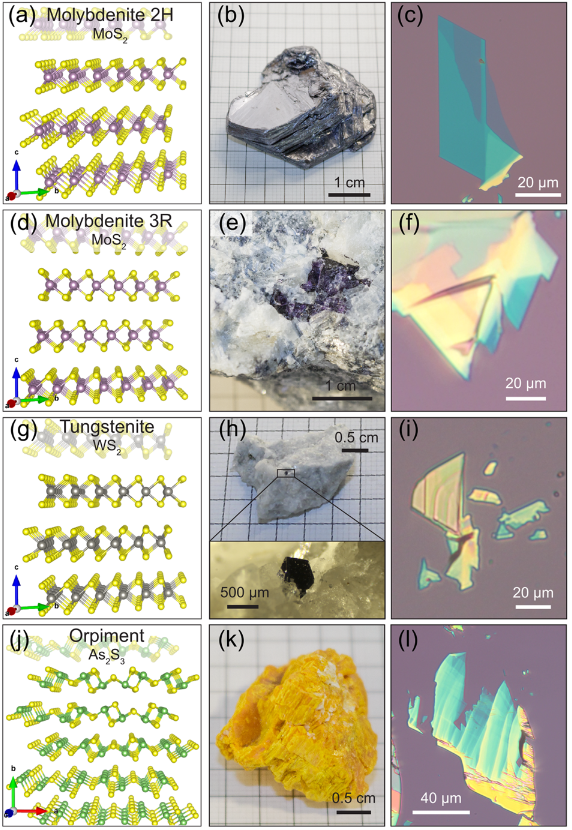 (a) Molybdenite 2H
MoS2
c
b
a
(b)
1 cm
(c)
20 µm
(d) Molybdenite 3R
MoS2
c
b
a
(e)
1 cm
(f)
20 µm
(g) Tungstenite
WS2
c
b
a
(h)
0.5 cm
500 µm
(i)
20 µm
(j) Orpiment
As2S3
b
a
c
(k)
0.5 cm
(l)
40 µm